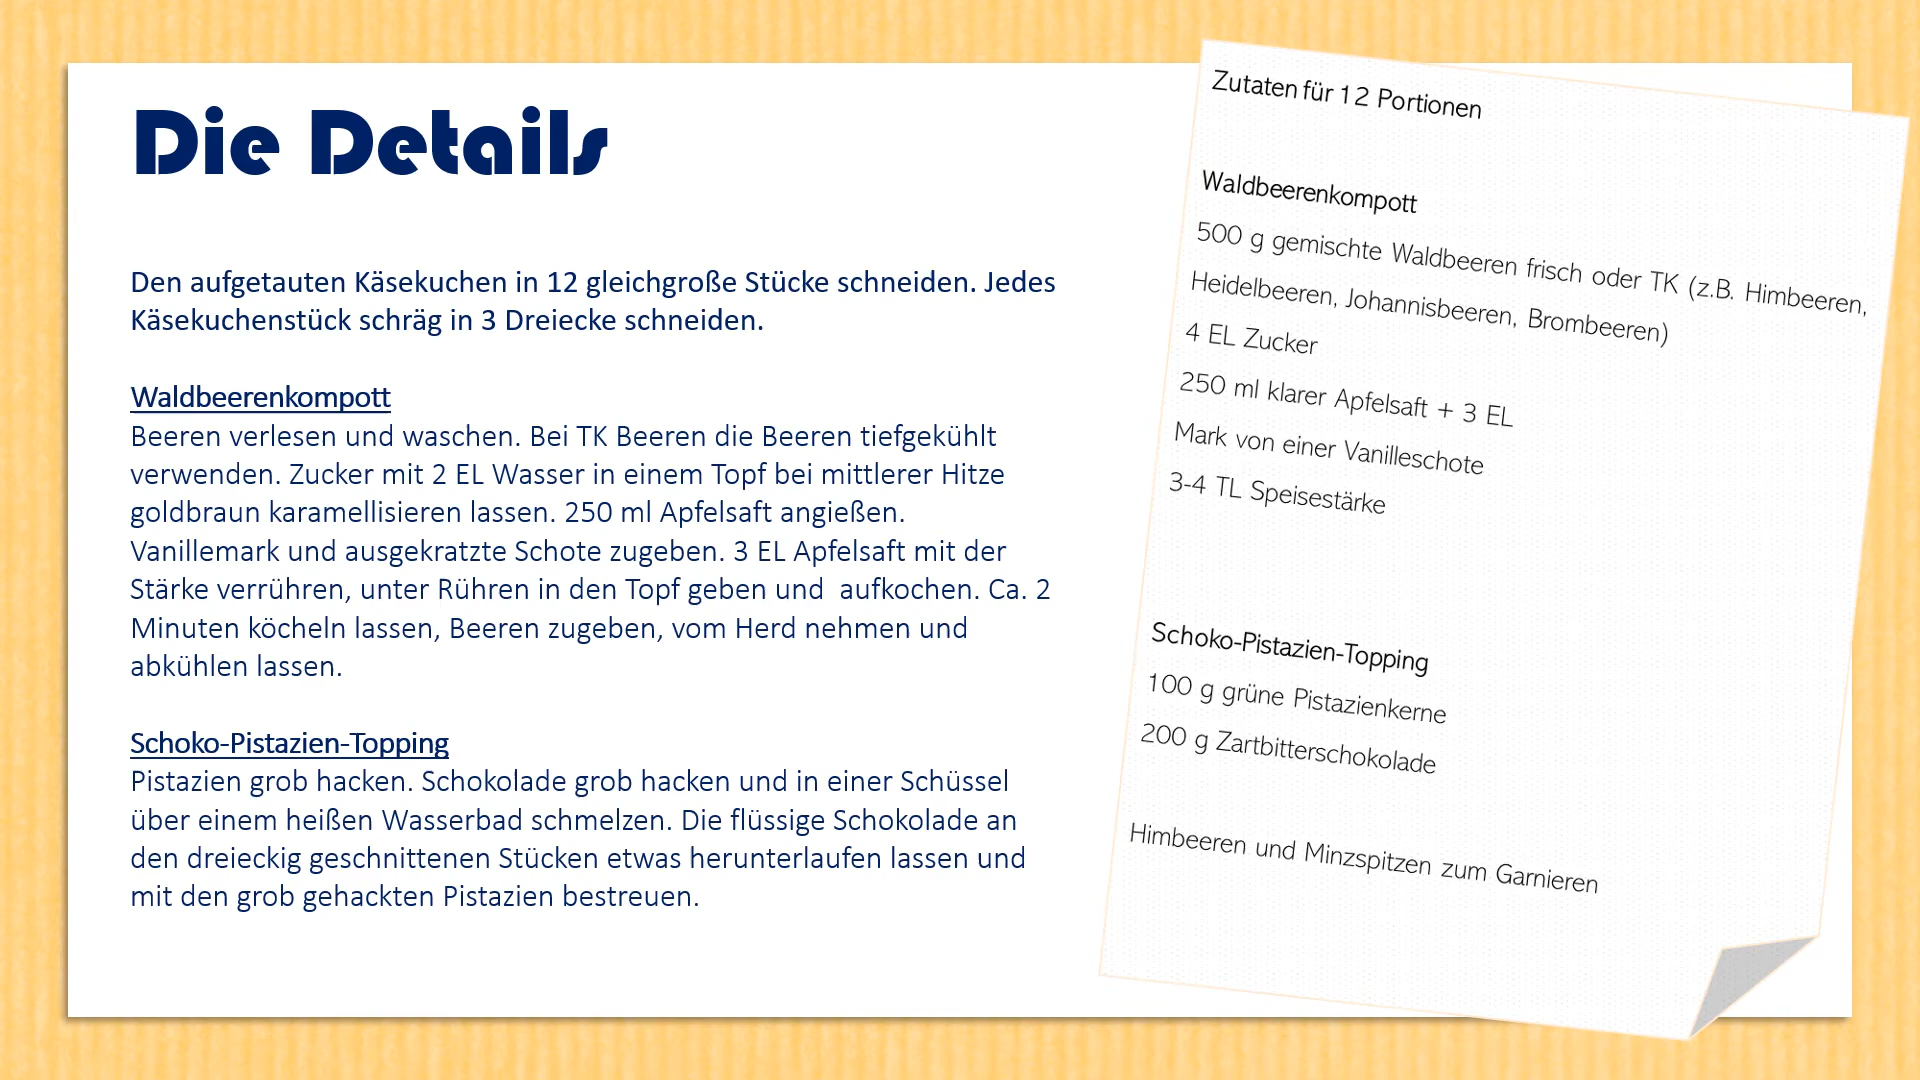 Die Details
Den aufgetauten Käsekuchen in 12 gleichgroße Stücke schneiden. Jedes
Käsekuchenstück schräg in 3 Dreiecke schneiden.
Waldbeerenkompott
Beeren verlesen und waschen. Bei TK Beeren die Beeren tiefgekühlt
verwenden. Zucker mit 2 EL Wasser in einem Topf bei mittlerer Hitze
goldbraun karamellisieren lassen. 250 ml Apfelsaft angießen.
Vanillemark und ausgekratzte Schote zugeben. 3 EL Apfelsaft mit der
Stärke verrühren, unter Rühren in den Topf geben und  aufkochen. Ca. 2
Minuten köcheln lassen, Beeren zugeben, vom Herd nehmen und
abkühlen lassen.
Schoko-Pistazien-Topping
Pistazien grob hacken. Schokolade grob hacken und in einer Schüssel
über einem heißen Wasserbad schmelzen. Die flüssige Schokolade an
den dreieckig geschnittenen Stücken etwas herunterlaufen lassen und
mit den grob gehackten Pistazien bestreuen.
Zutaten für 12 Portionen
Waldbeerenkompott
500 g gemischte Waldbeeren frisch oder TK (z.B. Himbeeren,
Heidelbeeren, Johannisbeeren, Brombeeren)
4 EL Zucker
250 ml klarer Apfelsaft + 3 EL
Mark von einer Vanilleschote
3-4 TL Speisestärke
Schoko-Pistazien-Topping
100 g grüne Pistazienkerne
200 g Zartbitterschokolade
Himbeeren und Minzspitzen zum Garnieren